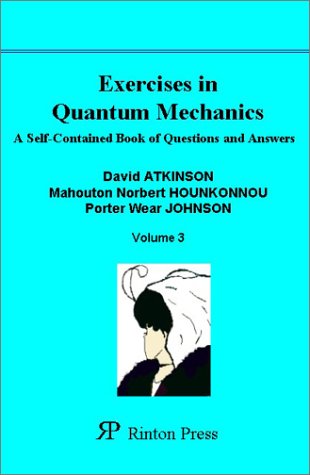 Exercises in
Quantum Mechanics
A Self-Contained Book of Questions and Answers
David ATKINSON
Mahouton Norbert HOUNKONNOU
Porter Wear JOHNSON
Volume 3
RP Rinton Press